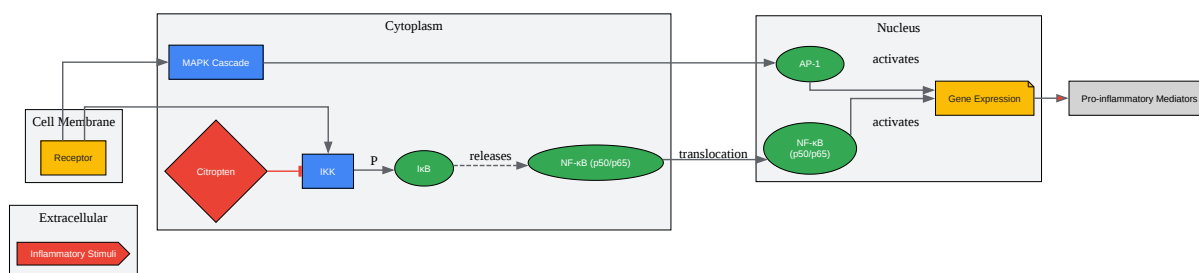 Cytoplasm
Nucleus
MAPK Cascade
AP-1
activates
Gene Expression
Pro-inflammatory Mediators
Cell Membrane
Receptor
activates
NF-κB
(p50/p65)
Citropten
IKK
P
IκB
releases
NF-κB (p50/p65)
translocation
Extracellular
Inflammatory Stimuli